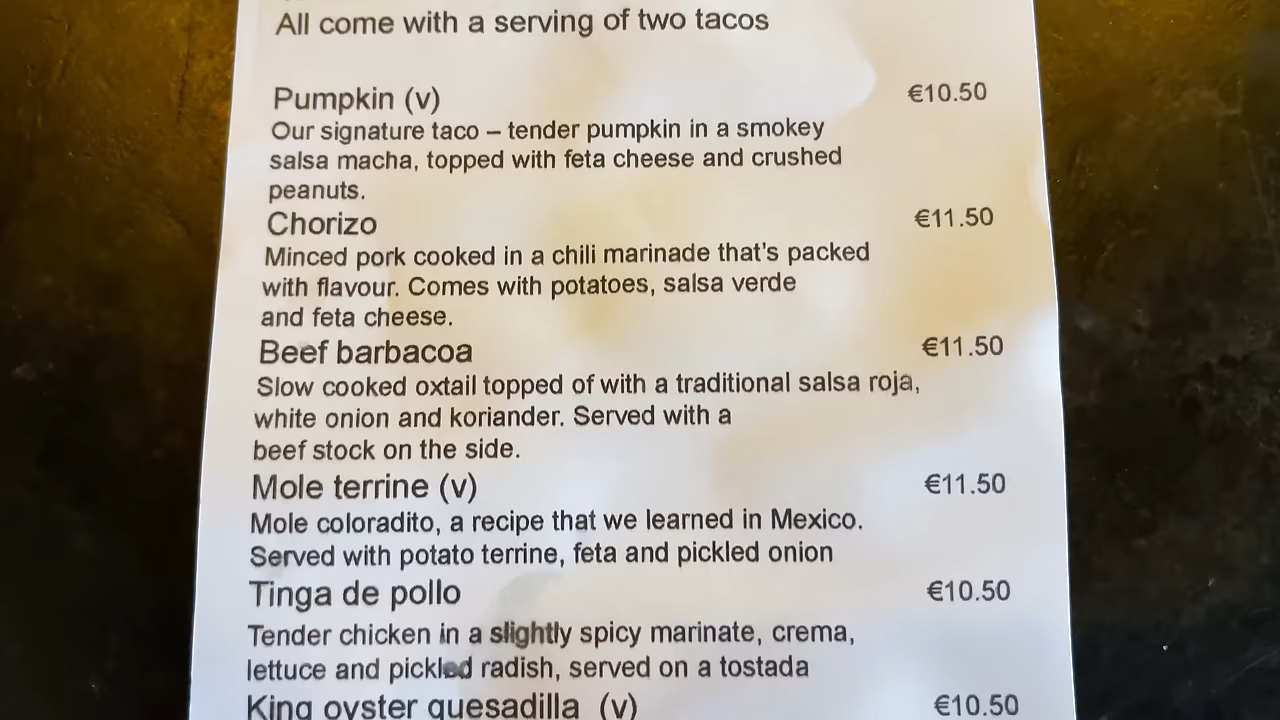 All come with a serving of two tacos
Pumpkin (v) €10.50
Our signature taco – tender pumpkin in a smokey
salsa macha, topped with feta cheese and crushed
peanuts.
Chorizo €11.50
Minced pork cooked in a chili marinade that's packed
with flavour. Comes with potatoes, salsa verde
and feta cheese.
Beef barbacoa €11.50
Slow cooked oxtail topped of with a traditional salsa roja,
white onion and koriander. Served with a
beef stock on the side.
Mole terrine (v) €11.50
Mole coloradito, a recipe that we learned in Mexico.
Served with potato terrine, feta and pickled onion
Tinga de pollo €10.50
Tender chicken in a slightly spicy marinate, crema,
lettuce and pickled radish, served on a tostada
King oyster quesadilla (v) €10.50